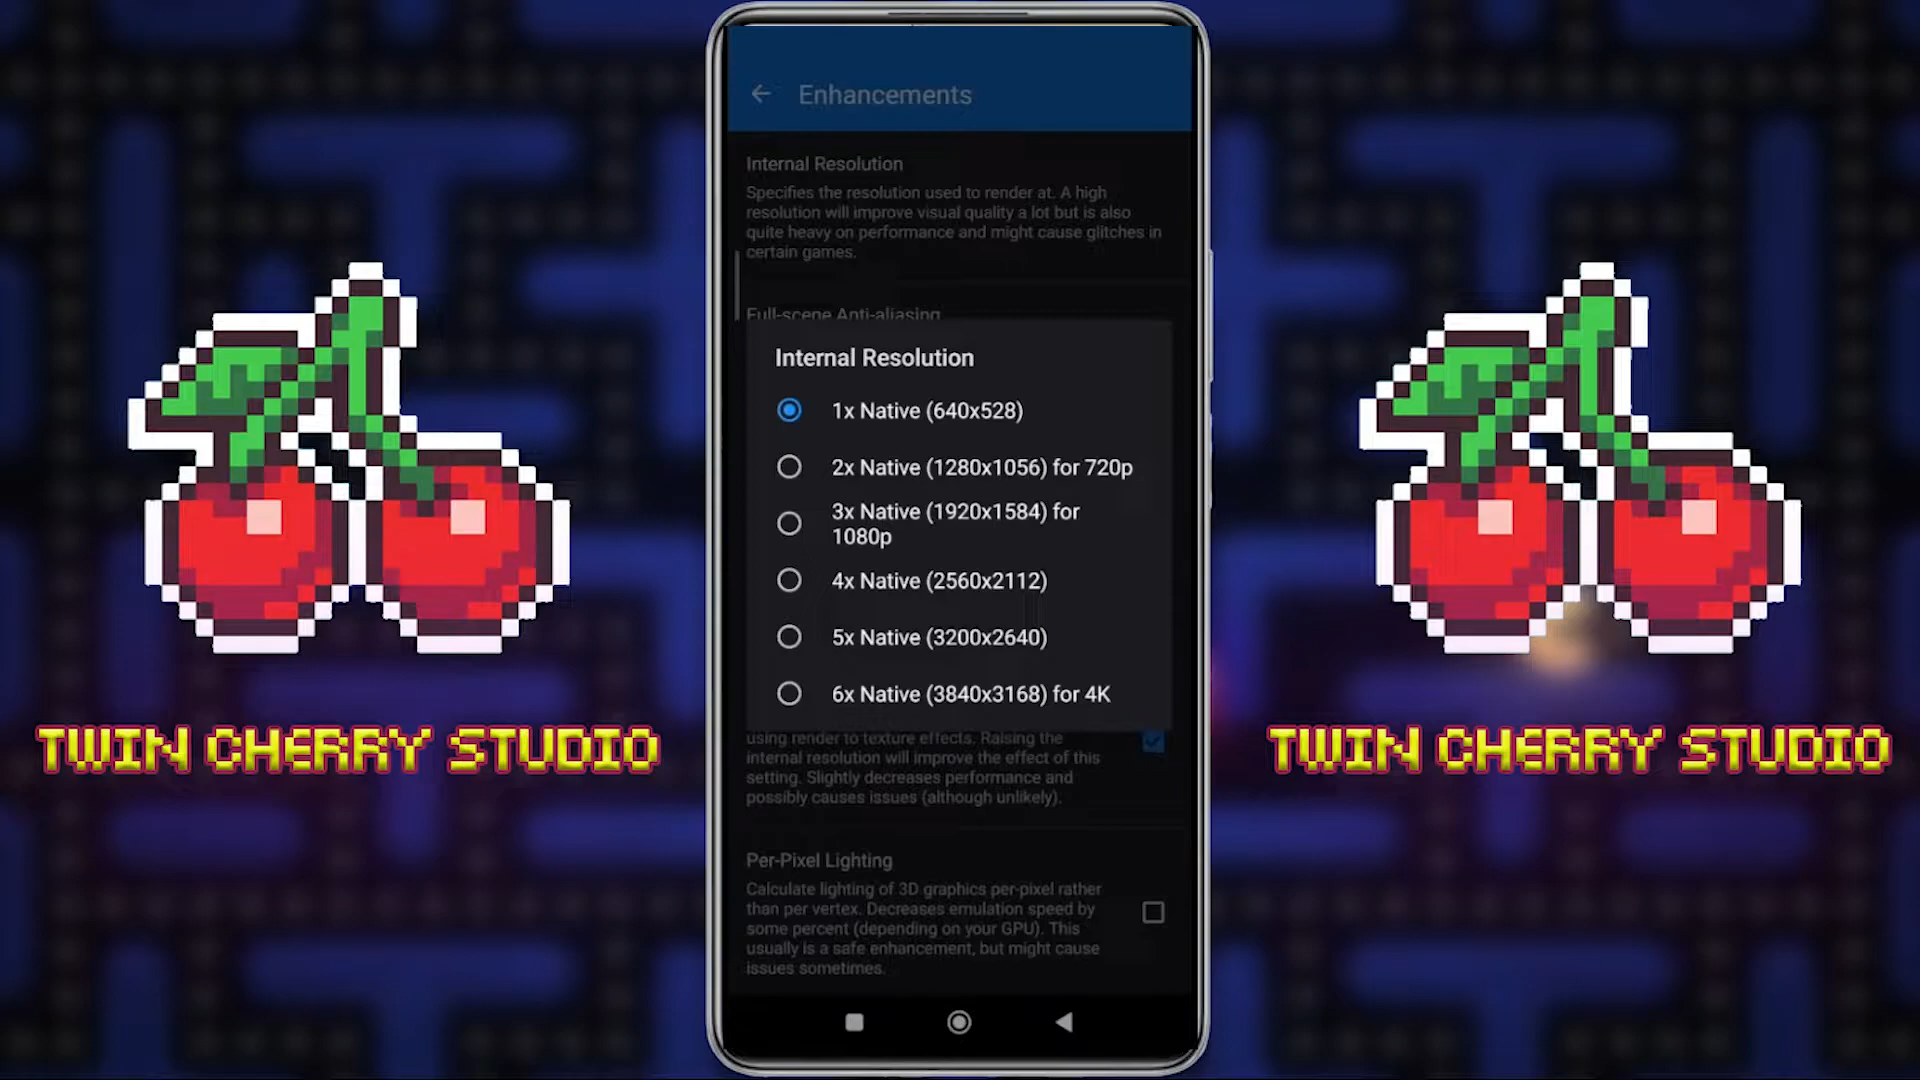 Enhancements
Internal Resolution
Specifies the resolution used to render at. A high
resolution will improve visual quality a lot but is also
quite heavy on performance and might cause glitches in
certain games.
Full-scene Anti-aliasing
Internal Resolution
1x Native (640x528)
2x Native (1280x1056) for 720p
3x Native (1920x1584) for
1080p
4x Native (2560x2112)
5x Native (3200x2640)
6x Native (3840x3168) for 4K
using render to texture effects. Raising the
internal resolution will improve the effect of this
setting. Slightly decreases performance and
possibly causes issues (although unlikely).
Per-Pixel Lighting
Calculate lighting of 3D graphics per-pixel rather
than per vertex. Decreases emulation speed by
some percent (depending on your GPU). This
usually is a safe enhancement, but might cause
issues sometimes.
TWIN CHERRY STUDIO
TWIN CHERRY STUDIO